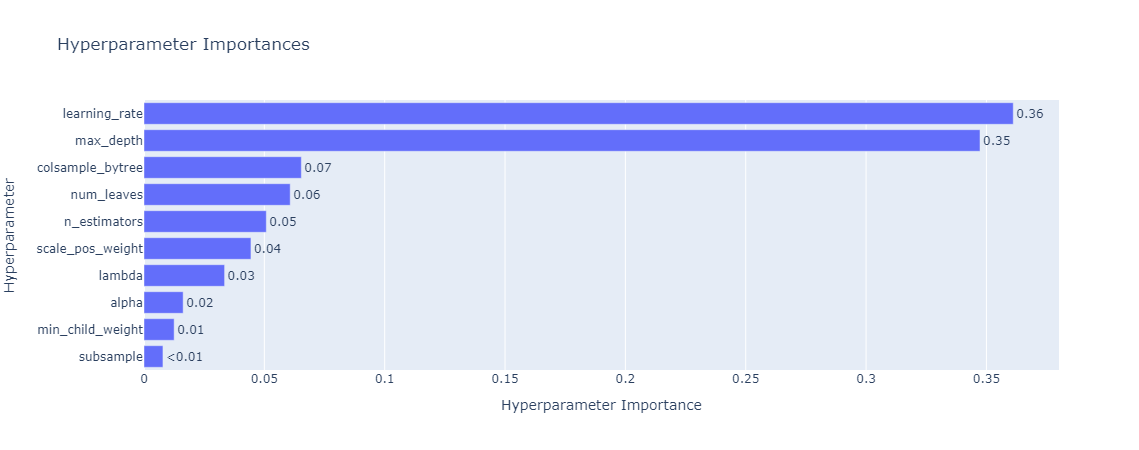 Hyperparameter Importances
Hyperparameter
learning_rate 0.36
max_depth 0.35
colsample_bytree 0.07
num_leaves 0.06
n_estimators 0.05
scale_pos_weight 0.04
lambda 0.03
alpha 0.02
min_child_weight 0.01
subsample <0.01
0 0.05 0.1 0.15 0.2 0.25 0.3 0.35
Hyperparameter Importance